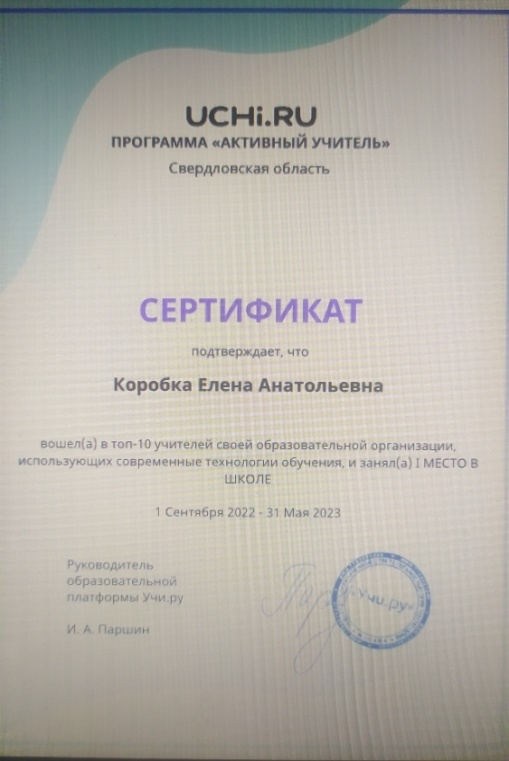 UCHi.RU
ПРОГРАММА «АКТИВНЫЙ УЧИТЕЛЬ»
Свердловская область
СЕРТИФИКАТ
подтверждает, что
Коробка Елена Анатольевна
вошел(а) в топ-10 учителей своей образовательной организации,
использующих современные технологии обучения, и занял(а) I МЕСТО В
ШКОЛЕ
1 Сентября 2022 - 31 Мая 2023
Руководитель
образовательной
платформы Учи.ру
И. А. Паршин
«Учи.ру»